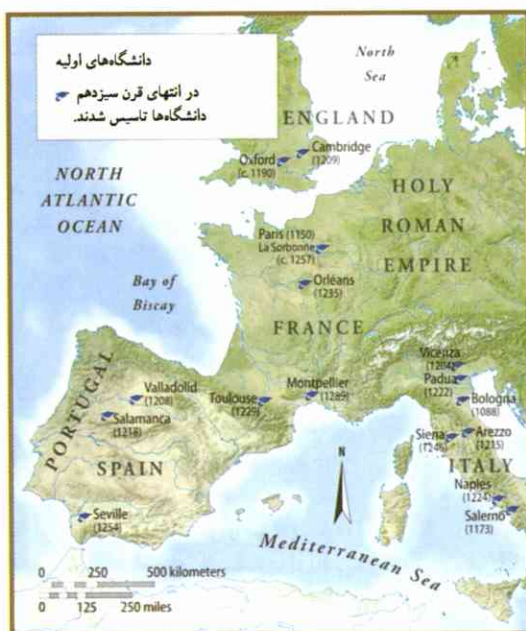 دانشگاه‌های اولیه
در انتهای قرن سیزدهم
دانشگاه‌ها تاسیس شدند.
North
Sea
ENGLAND
Cambridge
(1209)
Oxford
(c. 1190)
NORTH
ATLANTIC
OCEAN
HOLY
ROMAN
EMPIRE
Paris (1150)
La Sorbonne
(c. 1257)
Orléans
(1235)
Bay of
Biscay
FRANCE
Vicenza
(1204)
Padua
(1222)
Bologna
(1088)
PORTUGAL
Valladolid
(1208)
Salamanca
(1218)
Toulouse
(1229)
Montpellier
(1289)
Siena
(1246)
Arezzo
(1215)
SPAIN
ITALY
N
Naples
(1224)
Salerno
(1173)
Seville
(1254)
Mediterranean Sea
0 250 500 kilometers
0 125 250 miles